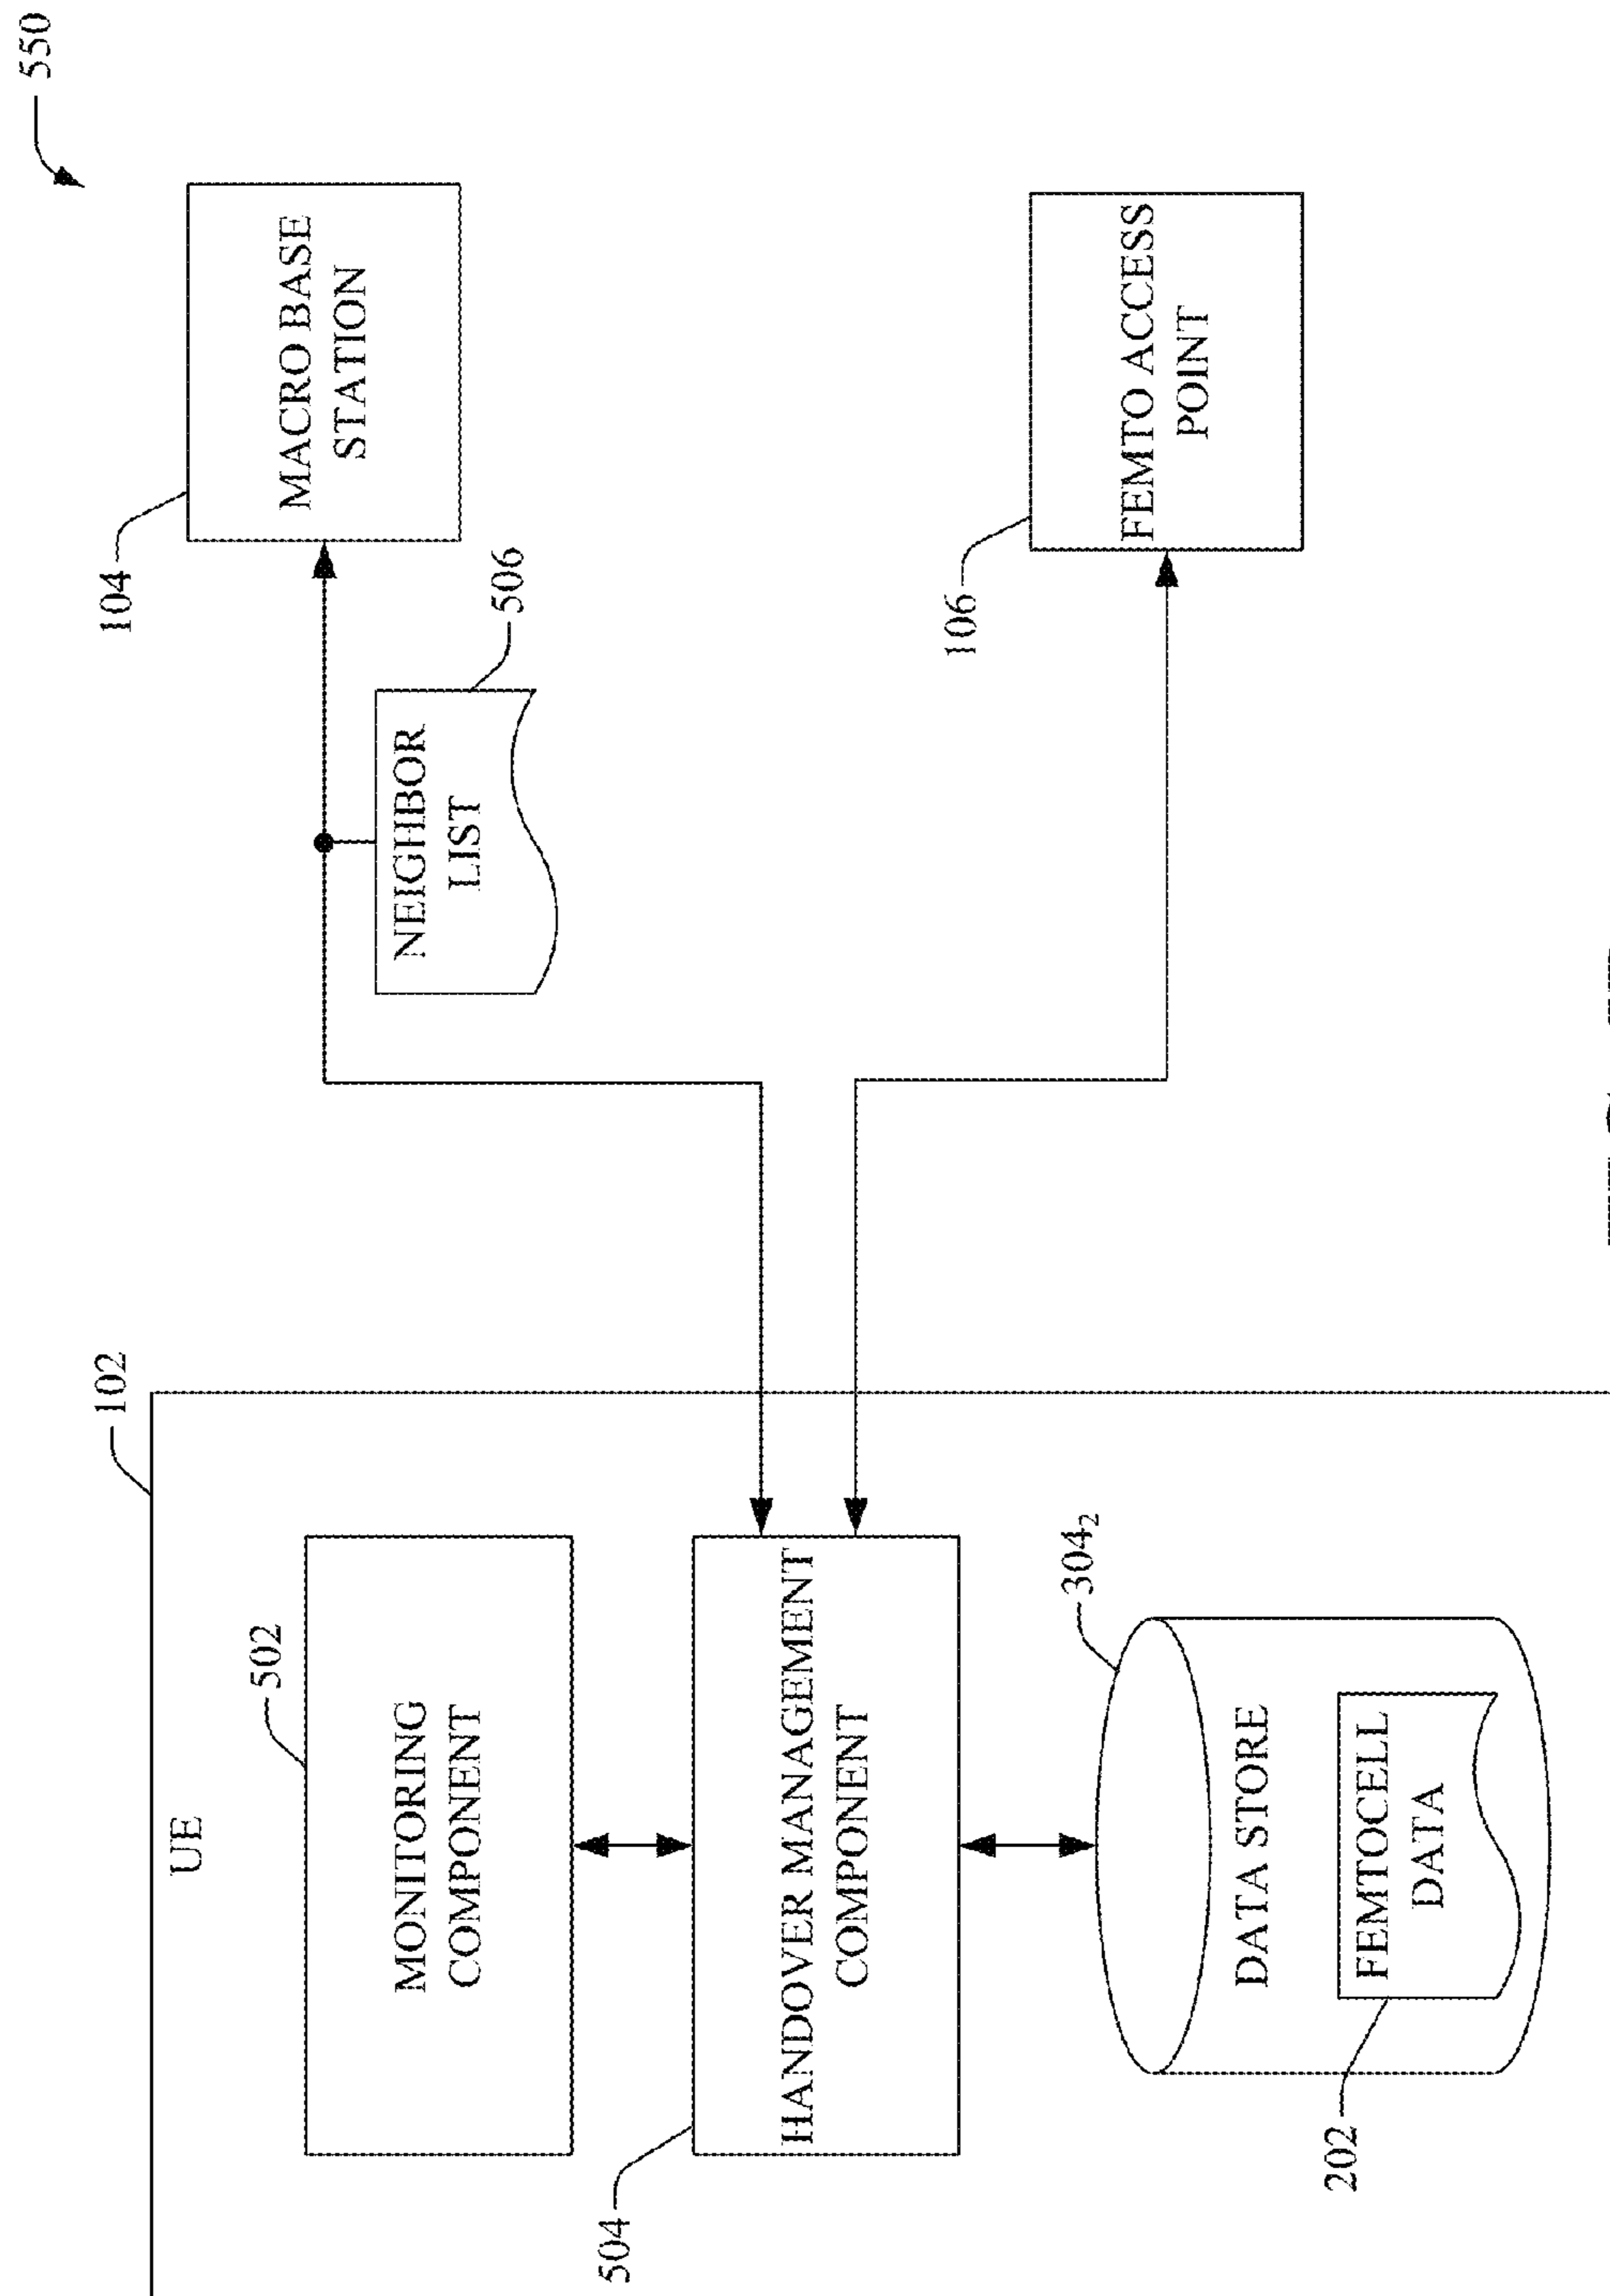 550
102
UE
502
MONITORING
COMPONENT
504
HANDOVER MANAGEMENT
COMPONENT
304₂
DATA STORE
202
FEMTOCELL
DATA
104
MACRO BASE
STATION
NEIGHBOR
LIST
506
106
FEMTO ACCESS
POINT